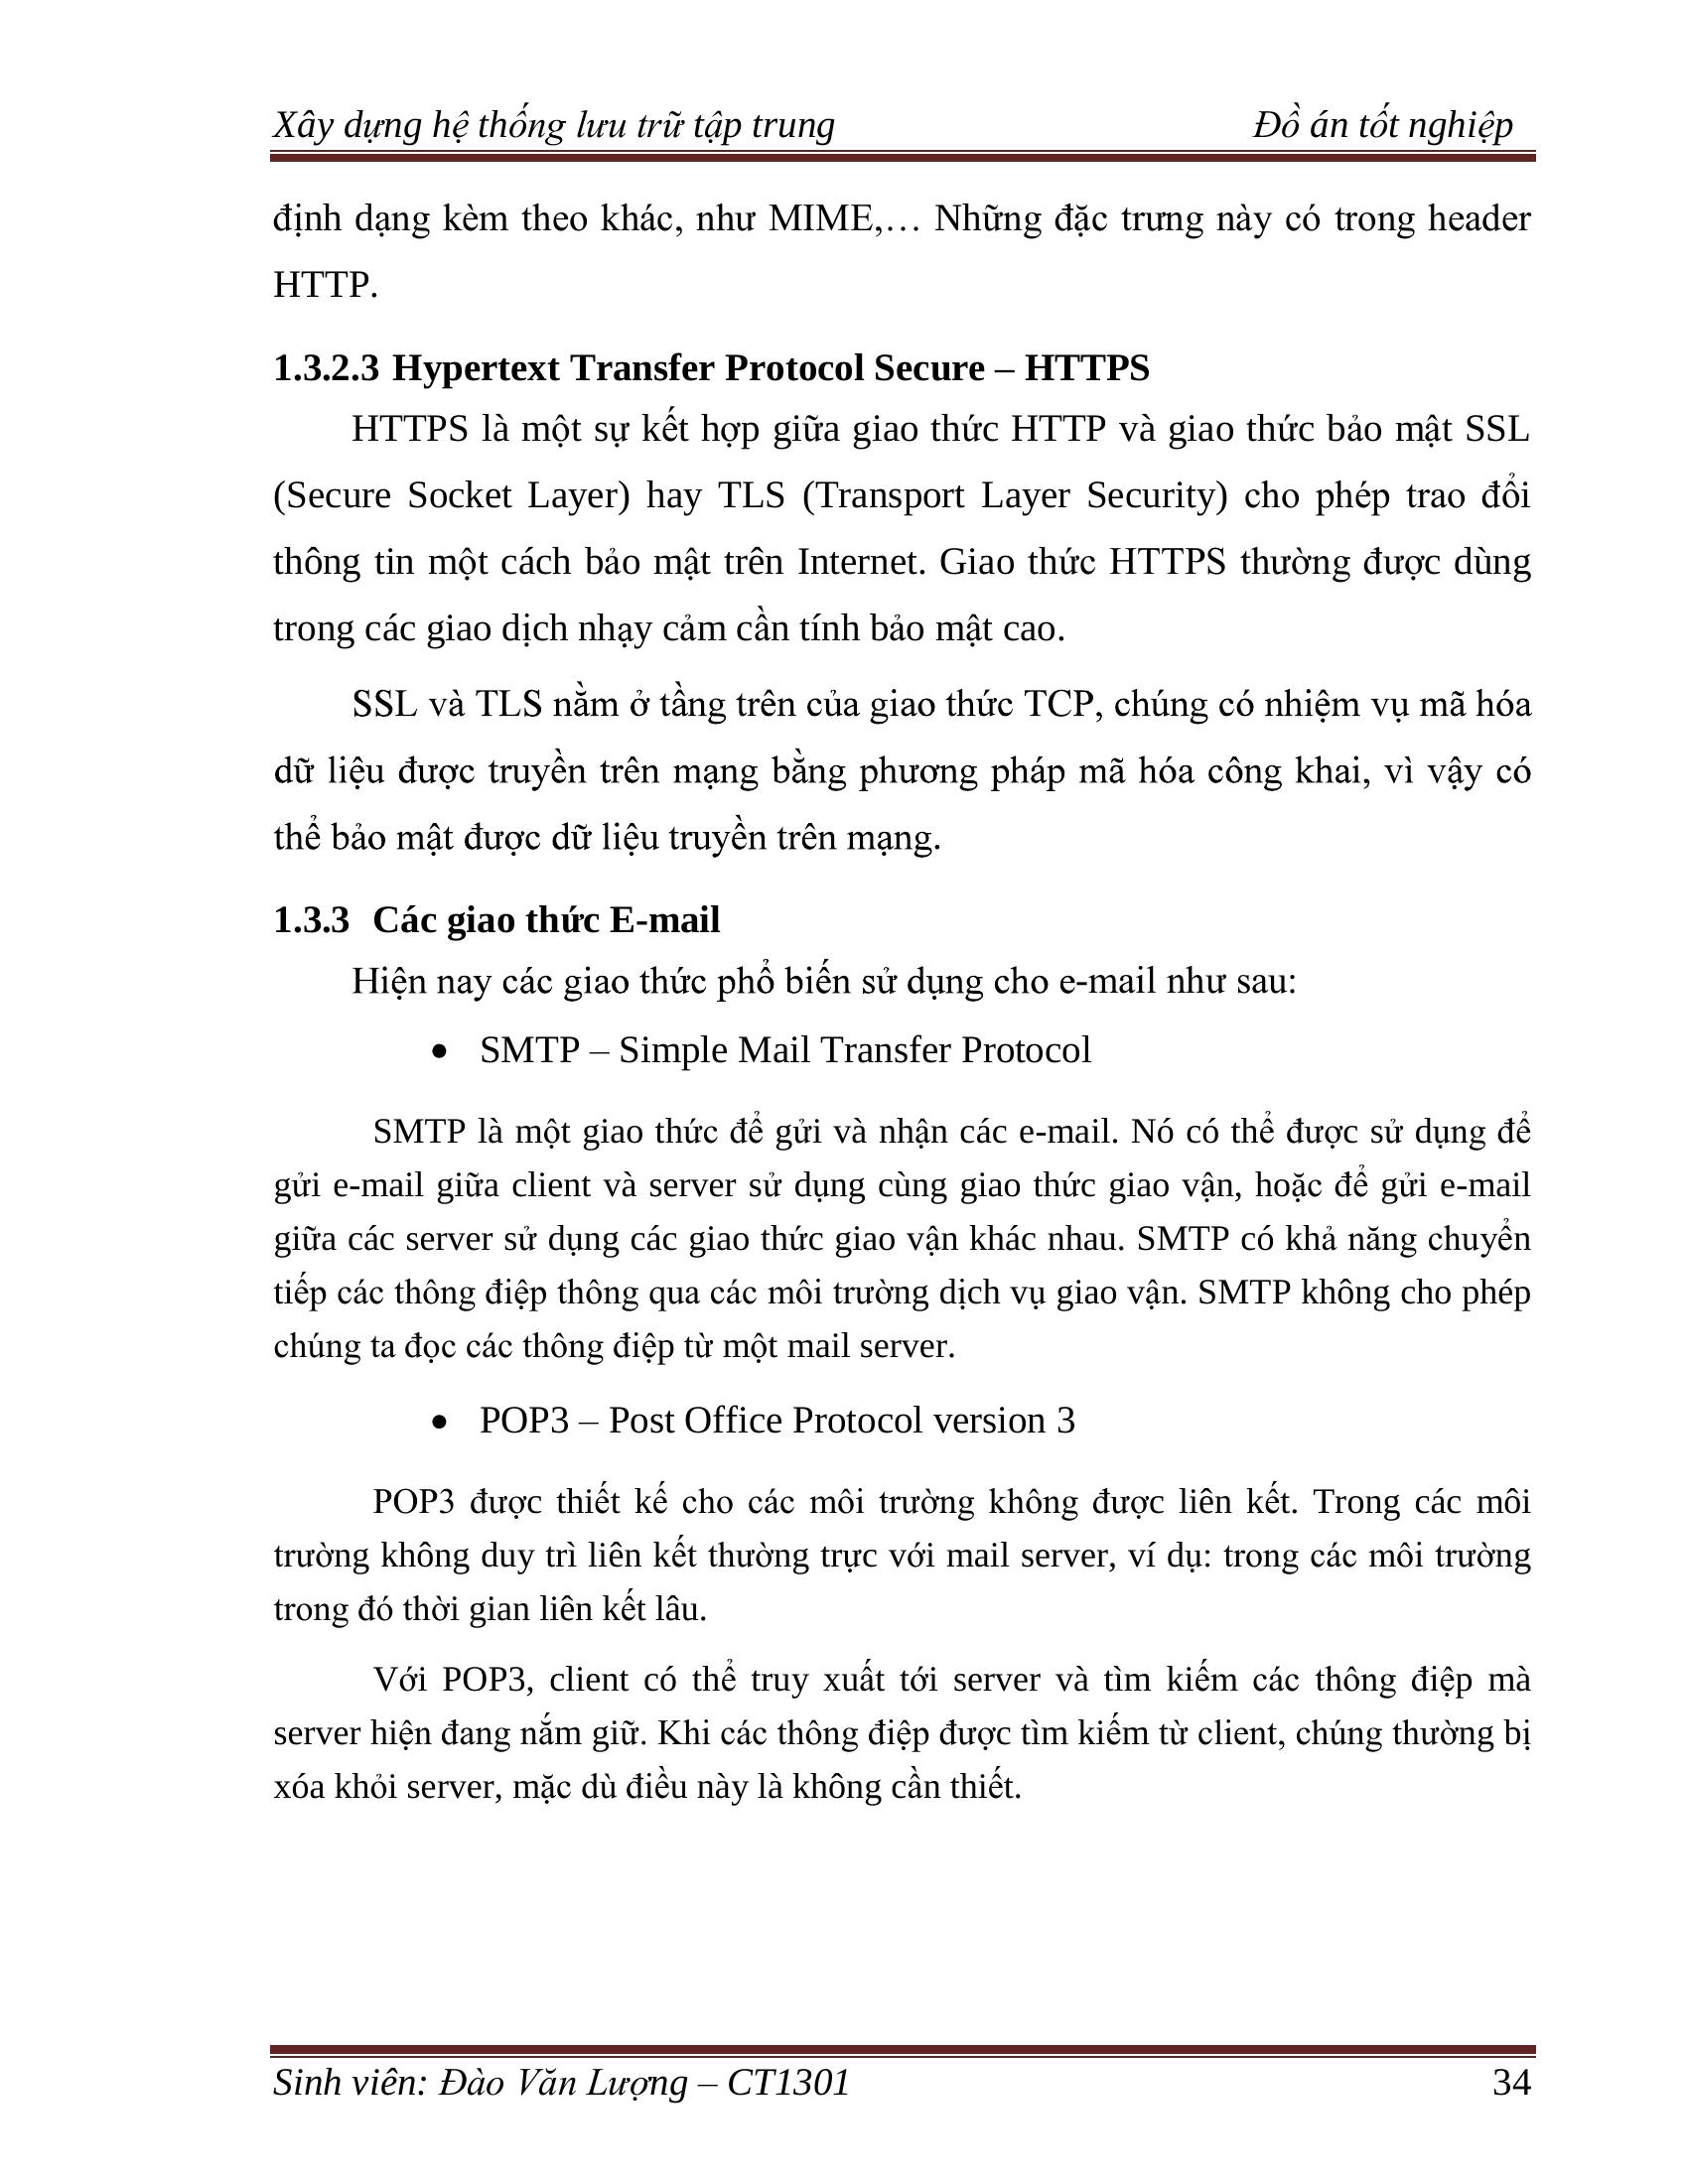 Xây dựng hệ thống lưu trữ tập trung Đồ án tốt nghiệp
định dạng kèm theo khác, như MIME,… Những đặc trưng này có trong header
HTTP.
1.3.2.3 Hypertext Transfer Protocol Secure – HTTPS
HTTPS là một sự kết hợp giữa giao thức HTTP và giao thức bảo mật SSL
(Secure Socket Layer) hay TLS (Transport Layer Security) cho phép trao đổi
thông tin một cách bảo mật trên Internet. Giao thức HTTPS thường được dùng
trong các giao dịch nhạy cảm cần tính bảo mật cao.
SSL và TLS nằm ở tầng trên của giao thức TCP, chúng có nhiệm vụ mã hóa
dữ liệu được truyền trên mạng bằng phương pháp mã hóa công khai, vì vậy có
thể bảo mật được dữ liệu truyền trên mạng.
1.3.3 Các giao thức E-mail
Hiện nay các giao thức phổ biến sử dụng cho e-mail như sau:
• SMTP – Simple Mail Transfer Protocol
SMTP là một giao thức để gửi và nhận các e-mail. Nó có thể được sử dụng để
gửi e-mail giữa client và server sử dụng cùng giao thức giao vận, hoặc để gửi e-mail
giữa các server sử dụng các giao thức giao vận khác nhau. SMTP có khả năng chuyển
tiếp các thông điệp thông qua các môi trường dịch vụ giao vận. SMTP không cho phép
chúng ta đọc các thông điệp từ một mail server.
• POP3 – Post Office Protocol version 3
POP3 được thiết kế cho các môi trường không được liên kết. Trong các môi
trường không duy trì liên kết thường trực với mail server, ví dụ: trong các môi trường
trong đó thời gian liên kết lâu.
Với POP3, client có thể truy xuất tới server và tìm kiếm các thông điệp mà
server hiện đang nắm giữ. Khi các thông điệp được tìm kiếm từ client, chúng thường bị
xóa khỏi server, mặc dù điều này là không cần thiết.
Sinh viên: Đào Văn Lượng – CT1301 34